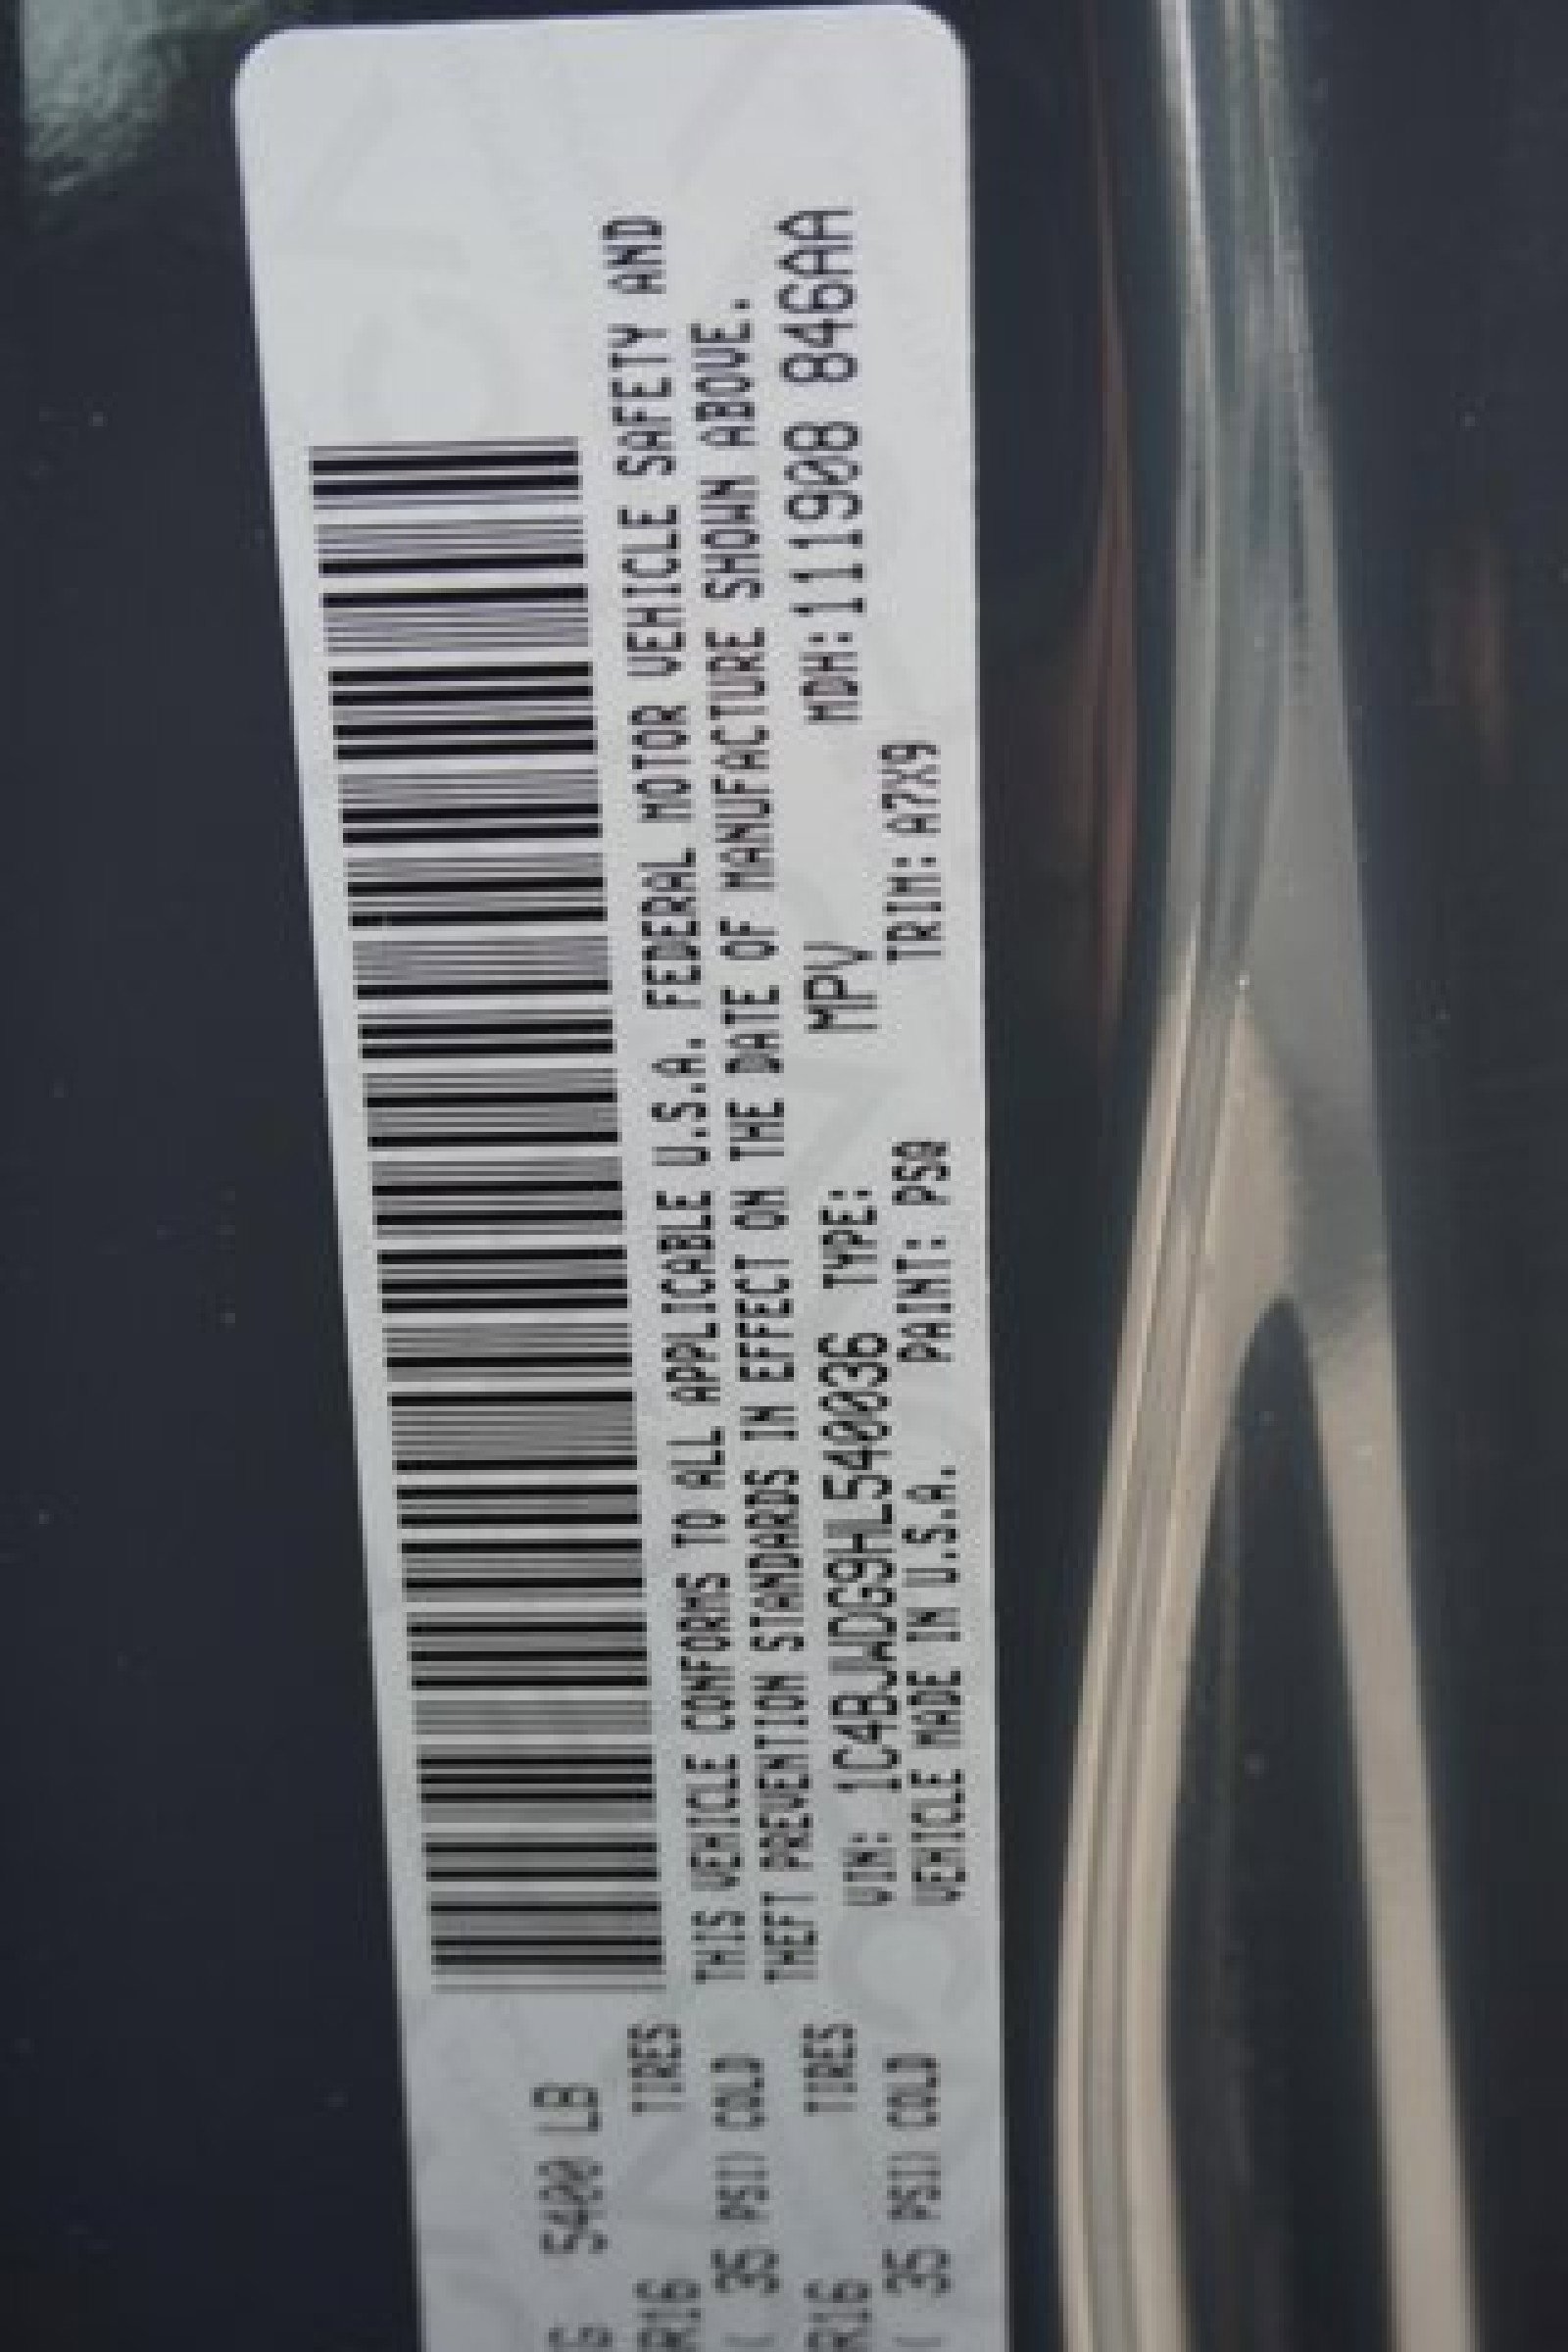 5400 LB
R16 TIRES
( 35 PSI) COLD
R16 TIRES
( 35 PSI) COLD
THIS VEHICLE CONFORMS TO ALL APPLICABLE U.S.A. FEDERAL MOTOR VEHICLE SAFETY AND
THEFT PREVENTION STANDARDS IN EFFECT ON THE DATE OF MANUFACTURE SHOWN ABOVE.
VIN: 1C4BJWDG9HL540036 TYPE: MPV MDH:111908 846AA
VEHICLE MADE IN U.S.A. PAINT: PSQ TRIM: A7X9